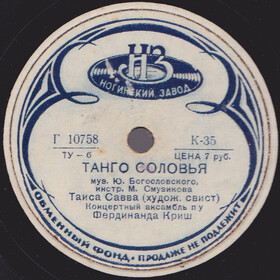 НЗ
НОГИНСКИЙ ЗАВОД
Г 10758
К-35
ТУ-6
ЦЕНА 7 руб.
ТАНГО СОЛОВЬЯ
муз. Ю. Богословского,
инстр. М. Смузикова
Таиса Савва (худож. свист)
Концертный ансамбль п/у
Фердинанда Криш
ОБМЕННЫЙ ФОНД · ПРОДАЖЕ НЕ ПОДЛЕЖИТ